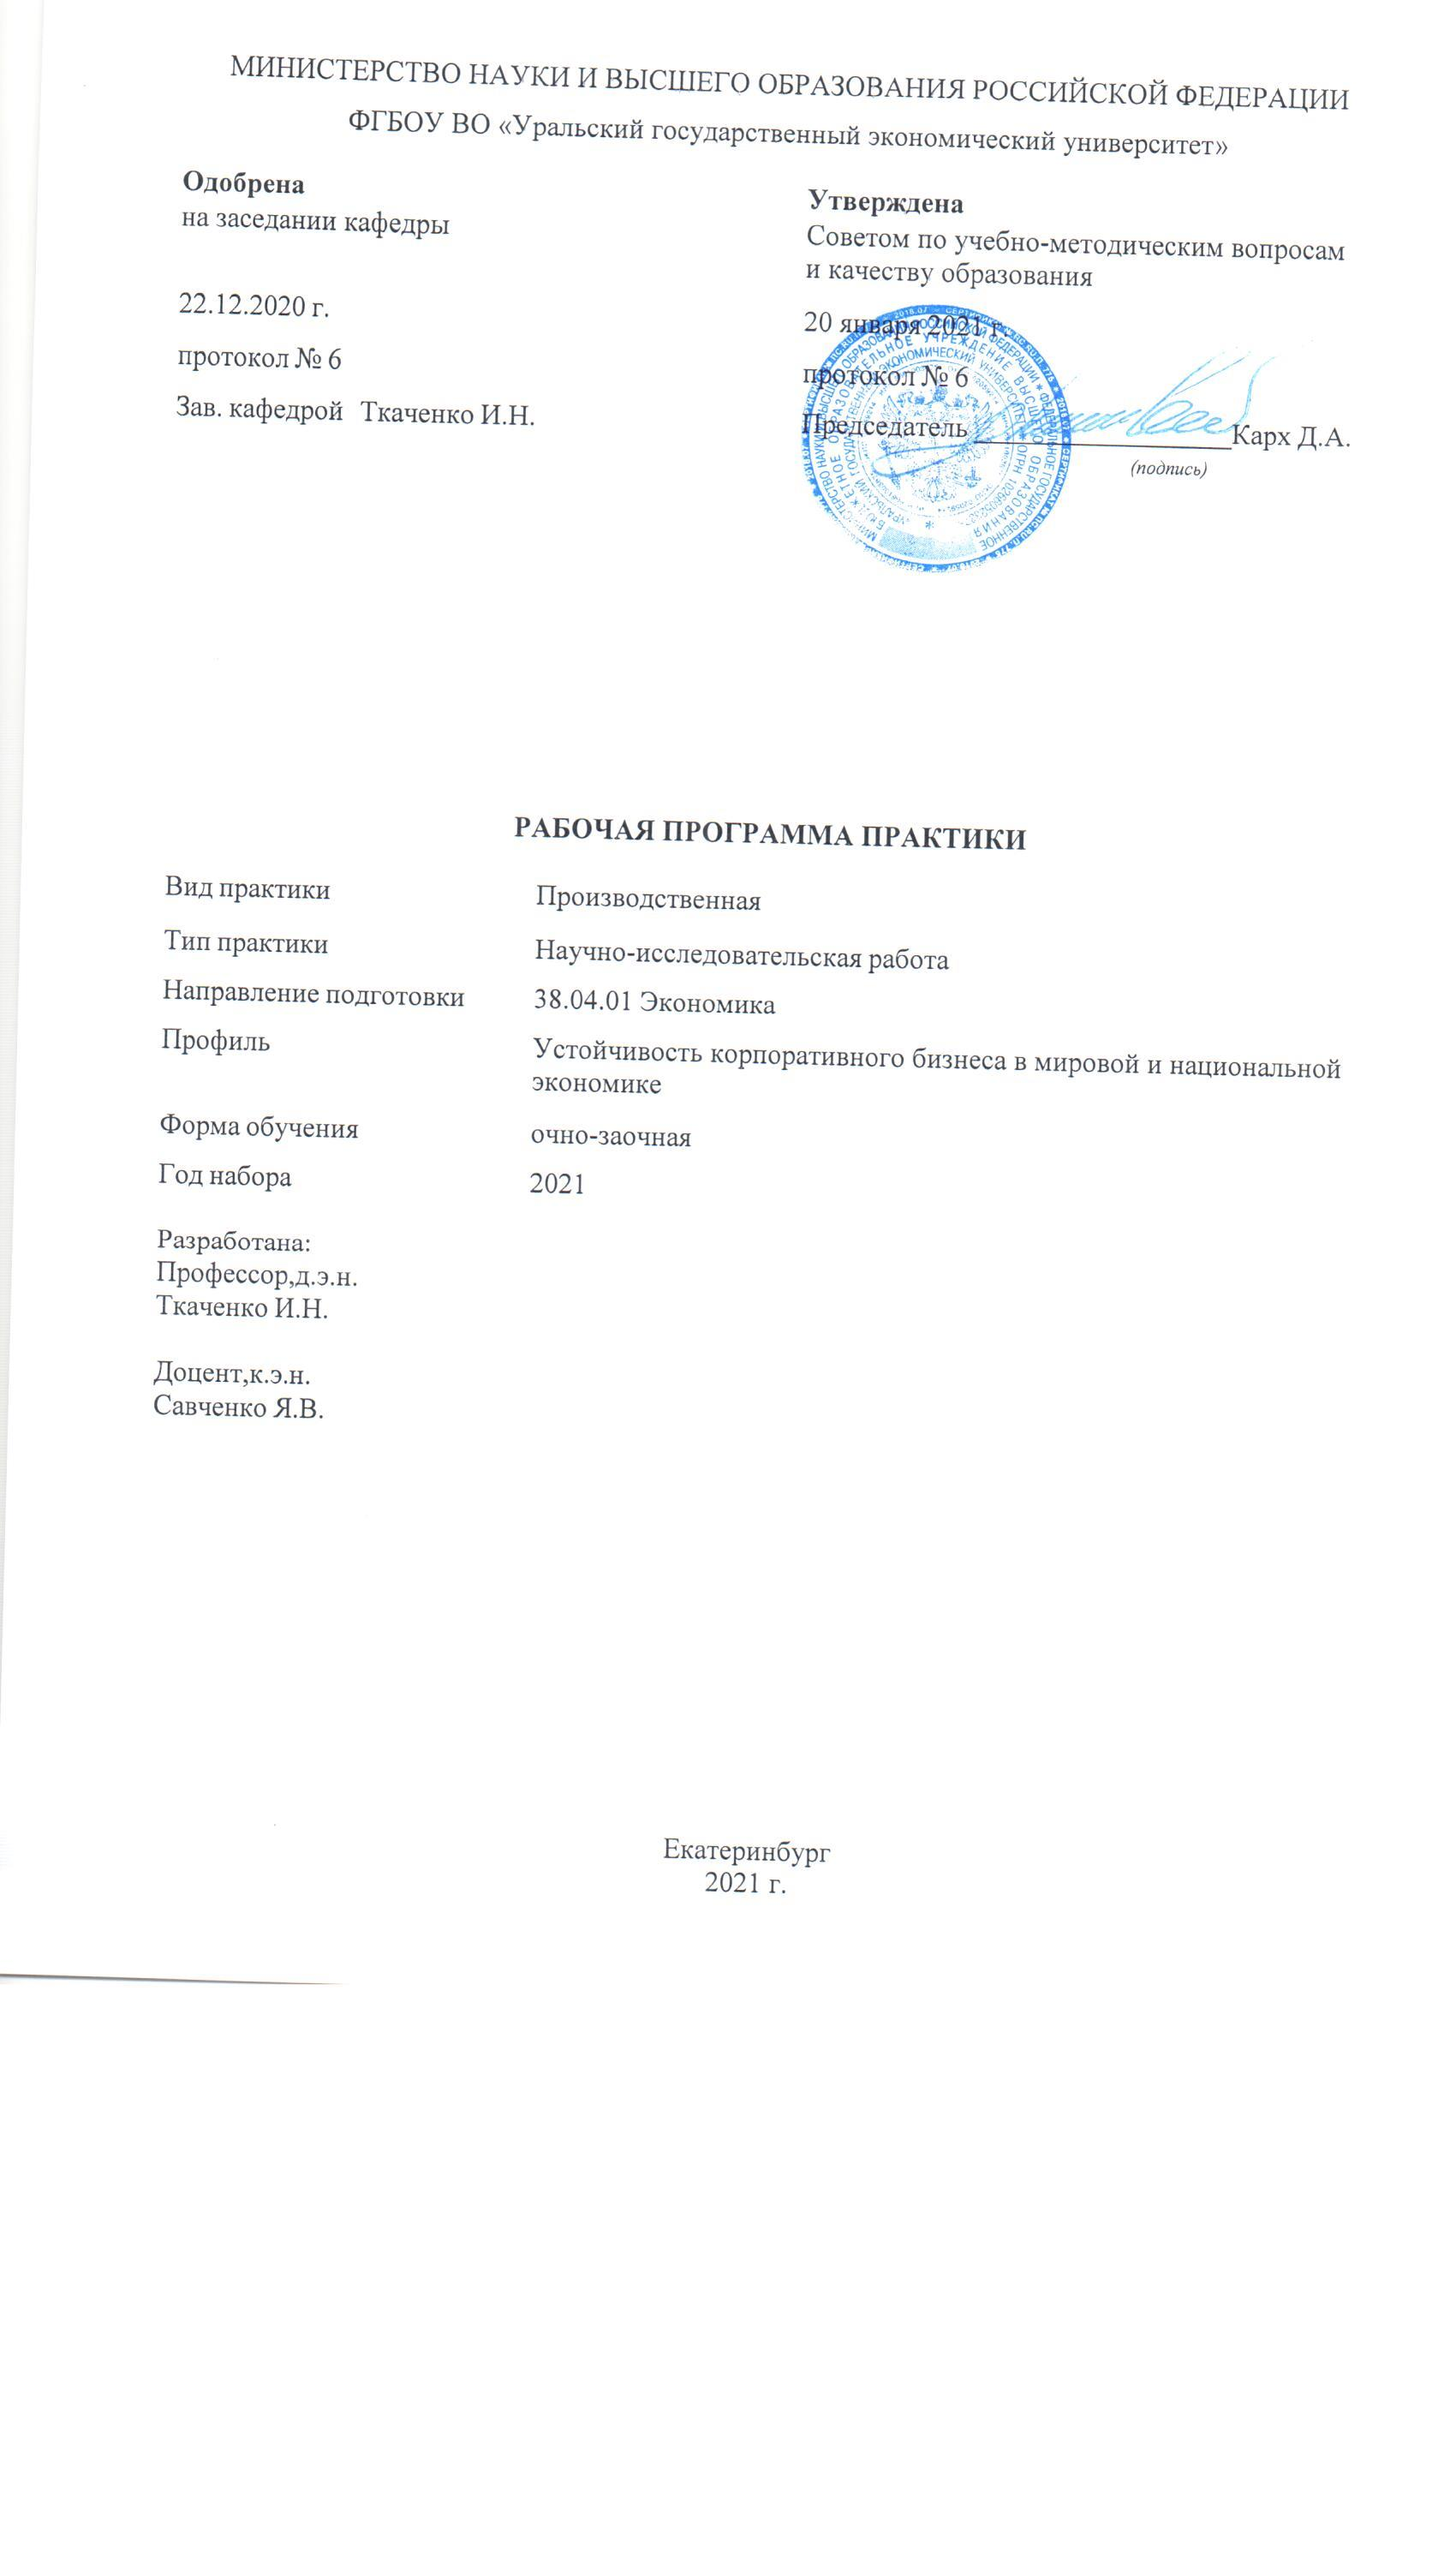 МИНИСТЕРСТВО НАУКИ И ВЫСШЕГО ОБРАЗОВАНИЯ РОССИЙСКОЙ ФЕДЕРАЦИИ
ФГБОУ ВО «Уральский государственный экономический университет»
Одобрена
на заседании кафедры
22.12.2020 г.
протокол № 6
Зав. кафедрой Ткаченко И.Н.
Утверждена
Советом по учебно-методическим вопросам
и качеству образования
20 января 2021 г.
протокол № 6
Председатель Карх Д.А.
(подпись)
РАБОЧАЯ ПРОГРАММА ПРАКТИКИ
Вид практики Производственная
Тип практики Научно-исследовательская работа
Направление подготовки 38.04.01 Экономика
Профиль Устойчивость корпоративного бизнеса в мировой и национальной
экономике
Форма обучения очно-заочная
Год набора 2021
Разработана:
Профессор,д.э.н.
Ткаченко И.Н.
Доцент,к.э.н.
Савченко Я.В.
Екатеринбург
2021 г.